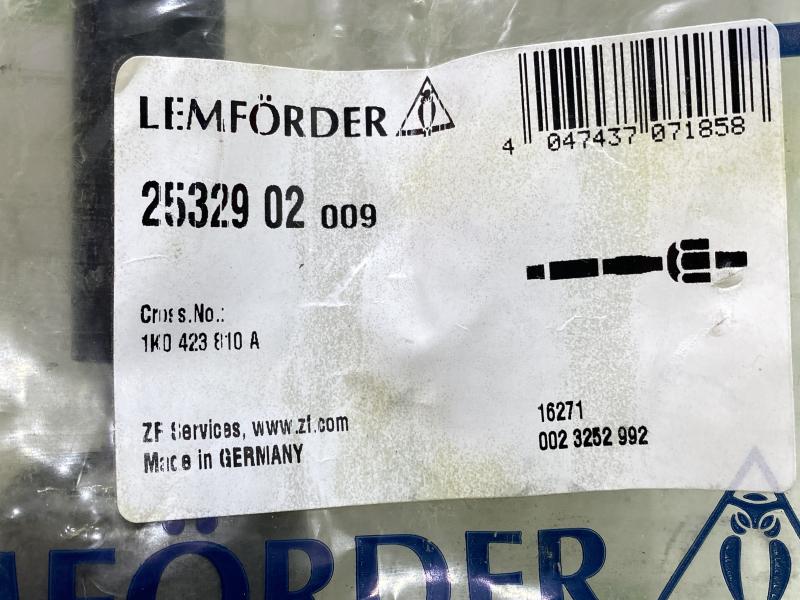 LEMFÖRDER
4 047437 071858
25329 02 009
Cross.No.:
1K0 423 810 A
16271
002 3252 992
ZF Services, www.zf.com
Made in GERMANY
LEMFÖRDER